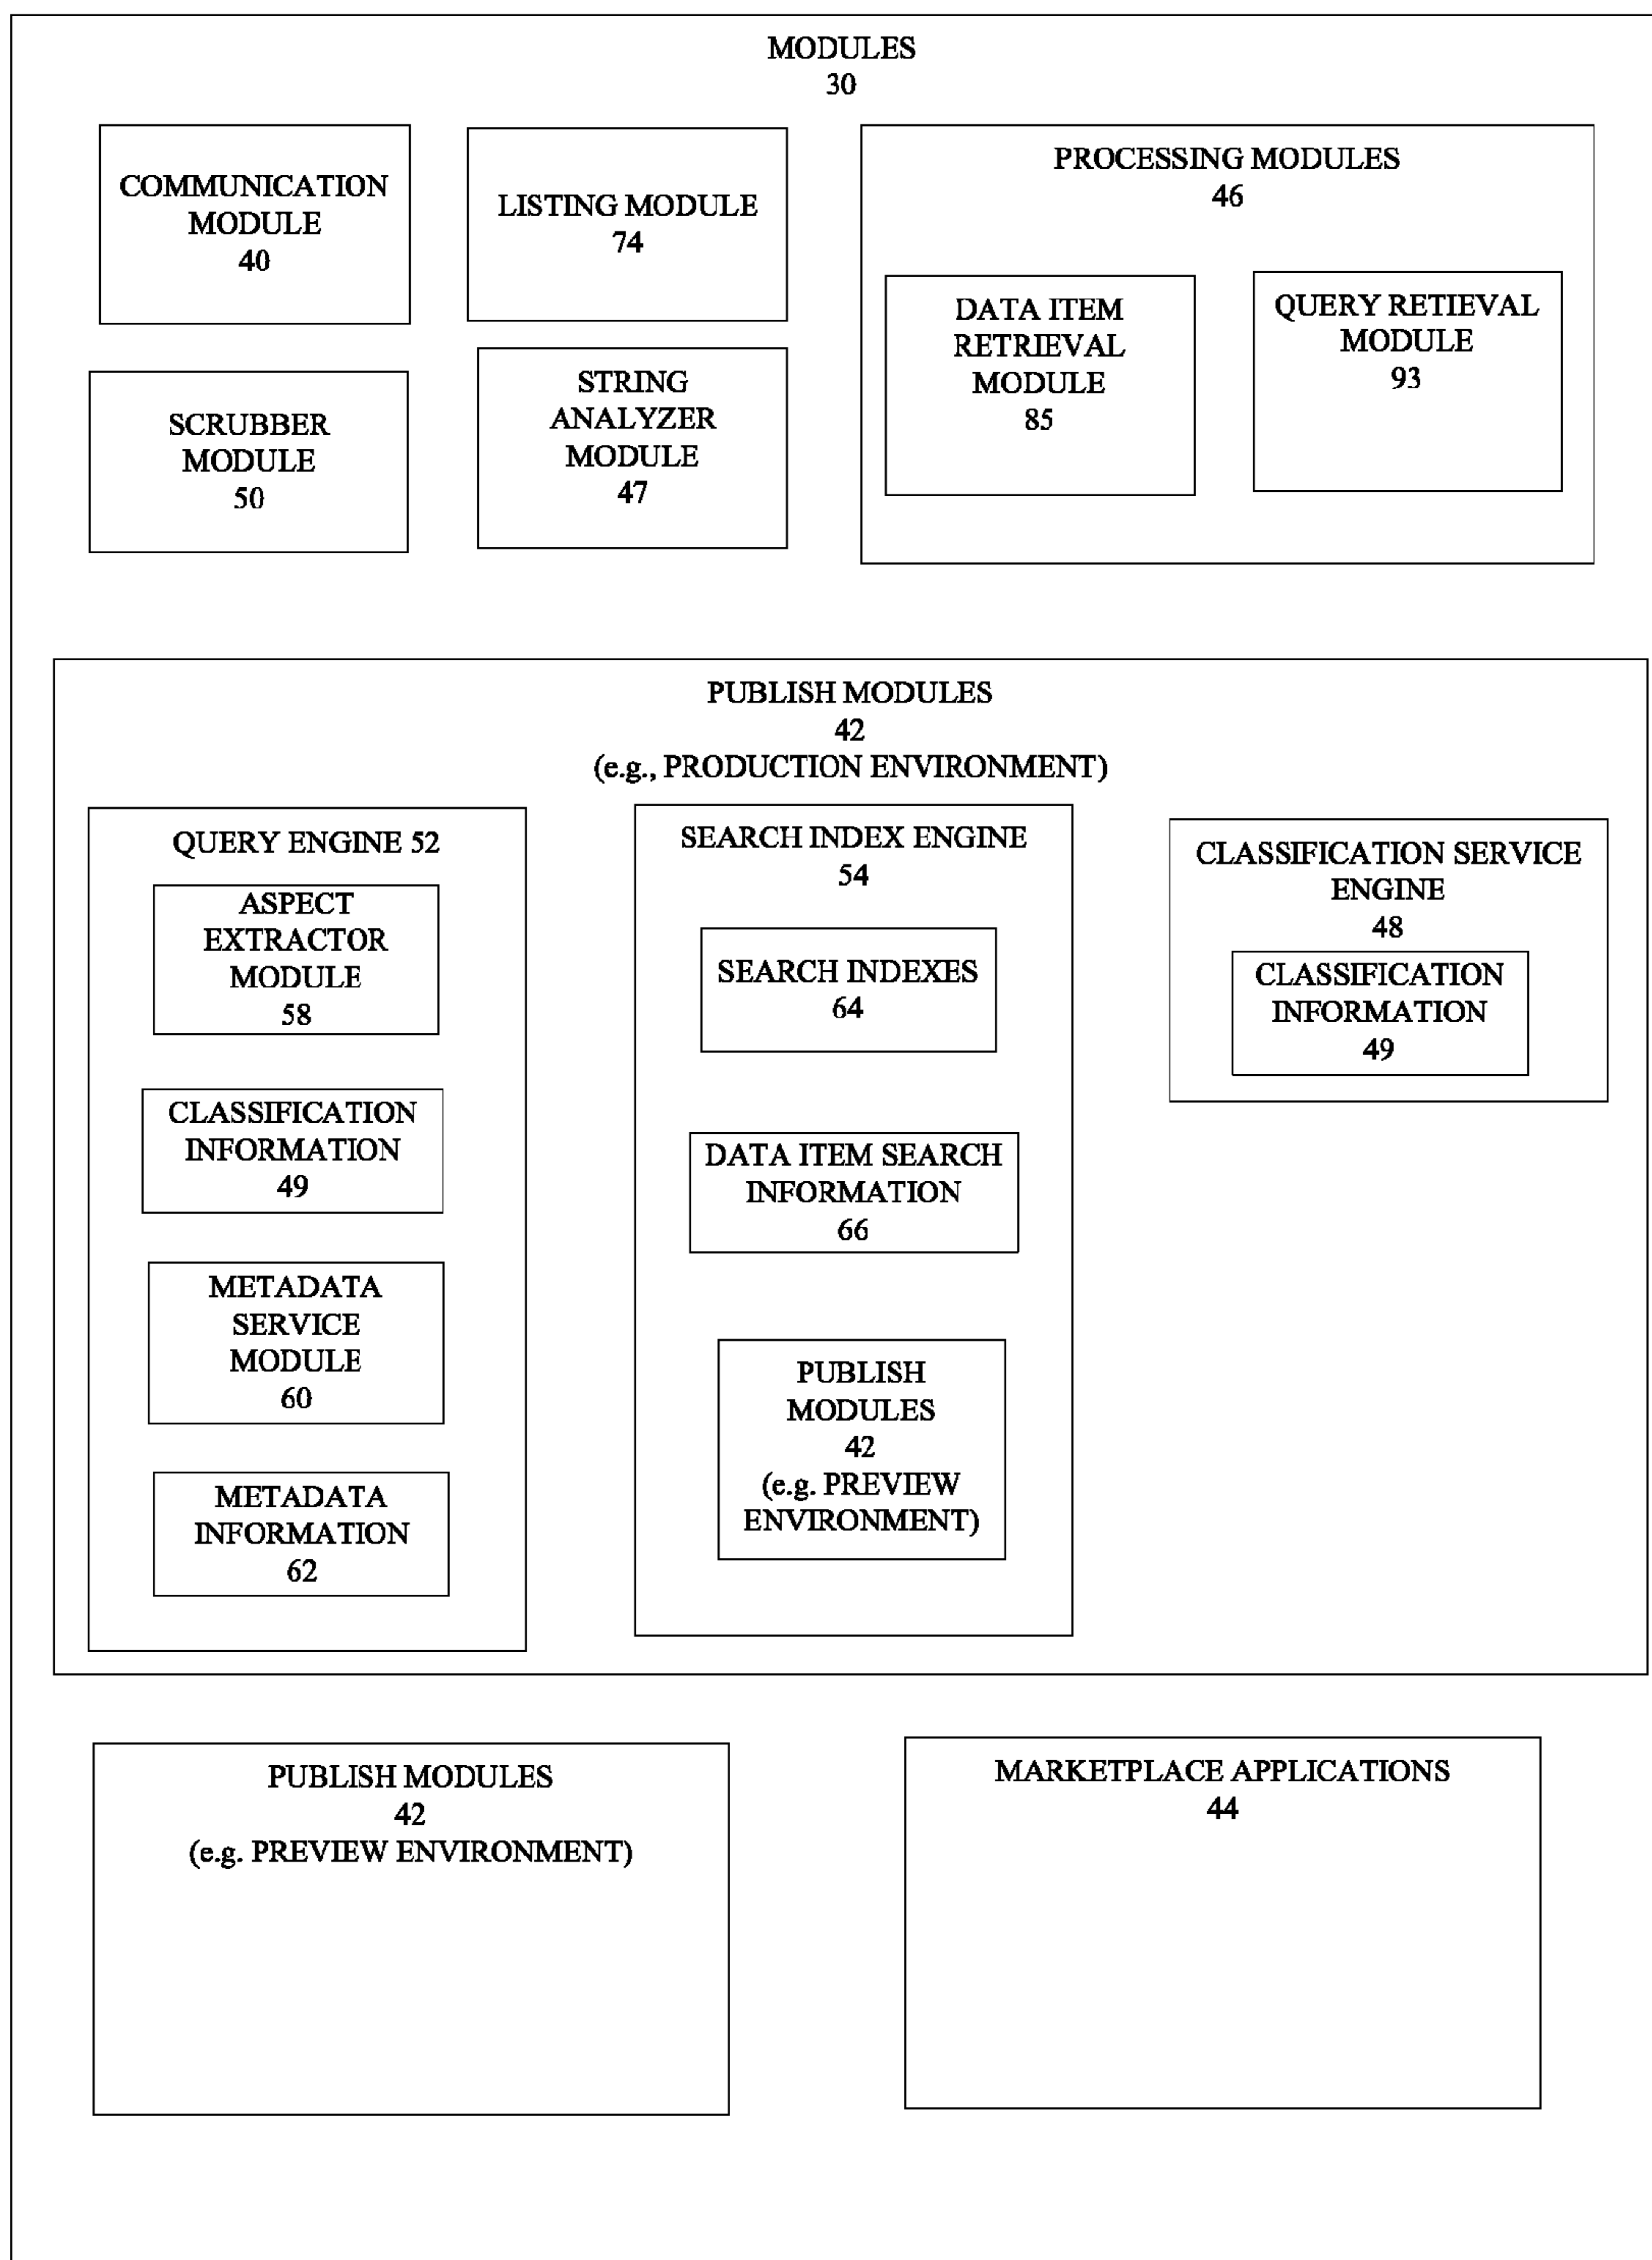 MODULES
30
COMMUNICATION
MODULE
40
LISTING MODULE
74
PROCESSING MODULES
46
DATA ITEM
RETRIEVAL
MODULE
85
QUERY RETIEVAL
MODULE
93
SCRUBBER
MODULE
50
STRING
ANALYZER
MODULE
47
PUBLISH MODULES
42
(e.g., PRODUCTION ENVIRONMENT)
QUERY ENGINE 52
ASPECT
EXTRACTOR
MODULE
58
CLASSIFICATION
INFORMATION
49
METADATA
SERVICE
MODULE
60
METADATA
INFORMATION
62
SEARCH INDEX ENGINE
54
SEARCH INDEXES
64
DATA ITEM SEARCH
INFORMATION
66
PUBLISH
MODULES
42
(e.g. PREVIEW
ENVIRONMENT)
CLASSIFICATION SERVICE
ENGINE
48
CLASSIFICATION
INFORMATION
49
PUBLISH MODULES
42
(e.g. PREVIEW ENVIRONMENT)
MARKETPLACE APPLICATIONS
44